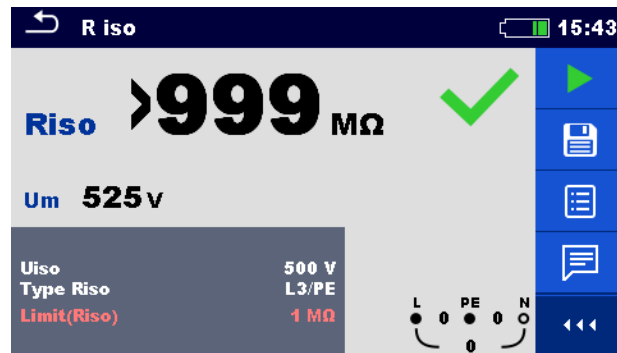 R iso 15:43
Riso >999 MΩ
Um 525 V
Uiso 500 V
Type Riso L3/PE
Limit(Riso) 1 MΩ
L PE N
0 0
0